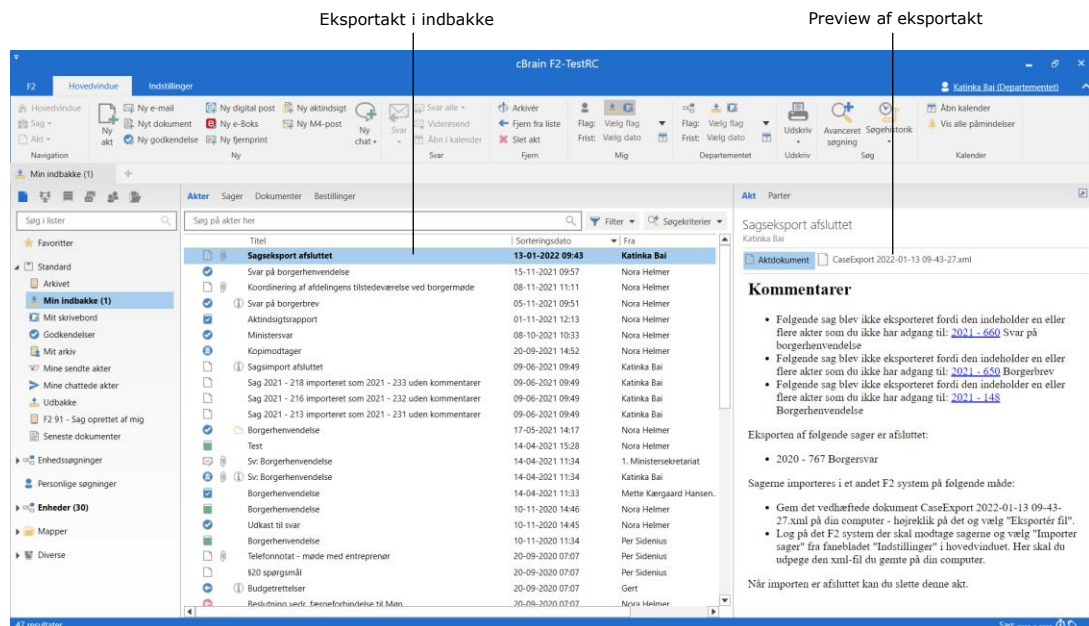 Eksportakt i indbakke
Preview af eksportakt
cBrain F2-TestRC
F2 Hovedvindue Indstillinger
Katinka Bai (Departementet)
Hovedvindue
Sag
Akt
Navigation
Ny akt
Ny e-mail
Nyt dokument
Ny godkendelse
Ny digital post
Ny e-Boks
Ny fjernprint
Ny aktindsigt
Ny M4-post
Ny chat
Ny
Svar
Svar alle
Videresend
Åbn i kalender
Svar
Arkivér
Fjern fra liste
Slet akt
Fjern
Flag: Vælg flag
Frist: Vælg dato
Mig
Flag: Vælg flag
Frist: Vælg dato
Departementet
Udskriv
Udskriv
Avanceret søgning
Søgehistorik
Søg
Åbn kalender
Vis alle påmindelser
Kalender
Min indbakke (1)
Søg i lister
Favoritter
Standard
Arkivet
Min indbakke (1)
Mit skrivebord
Godkendelser
Mit arkiv
Mine sendte akter
Mine chattede akter
Udbakke
F2 91 - Sag oprettet af mig
Seneste dokumenter
Enhedssøgninger
Personlige søgninger
Enheder (30)
Mapper
Diverse
Akter Sager Dokumenter Bestillinger
Søg på akter her
Filter
Søgekriterier
Titel Sorteringsdato Fra
Sagseksport afsluttet 13-01-2022 09:43 Katinka Bai
Svar på borgerhenvendelse 15-11-2021 09:57 Nora Helmer
Koordinering af afdelingens tilstedeværelse ved borgermøde 08-11-2021 11:11 Nora Helmer
Svar på borgerbrev 05-11-2021 09:51 Nora Helmer
Aktindsigtsrapport 01-11-2021 12:13 Nora Helmer
Ministersvar 08-10-2021 10:33 Nora Helmer
Kopimodtager 20-09-2021 14:52 Nora Helmer
Sagsimport afsluttet 09-06-2021 09:49 Katinka Bai
Sag 2021 - 218 importeret som 2021 - 233 uden kommentarer 09-06-2021 09:49 Katinka Bai
Sag 2021 - 216 importeret som 2021 - 232 uden kommentarer 09-06-2021 09:49 Katinka Bai
Sag 2021 - 213 importeret som 2021 - 231 uden kommentarer 09-06-2021 09:49 Katinka Bai
Borgerhenvendelse 17-05-2021 14:17 Nora Helmer
Test 14-04-2021 15:28 Nora Helmer
Sv: Borgerhenvendelse 14-04-2021 11:34 1. Ministersekretariat
Sv: Borgerhenvendelse 14-04-2021 11:34 Katinka Bai
Borgerhenvendelse 14-04-2021 11:33 Mette Kærgaard Hansen..
Borgerhenvendelse 10-11-2020 14:46 Nora Helmer
Udkast til svar 10-11-2020 14:45 Nora Helmer
Borgerhenvendelse 10-11-2020 11:34 Per Sidenius
Telefonnotat - møde med entreprenør 20-09-2020 07:07 Per Sidenius
§20 spørgsmål 20-09-2020 07:07 Per Sidenius
Budgetrettelser 20-09-2020 07:07 Gert
Beslutning vedr. færgeforbindelse til Møn 20-09-2020 07:07 Nora Helmer
47 resultater
Akt Parter
Sagseksport afsluttet
Katinka Bai
Aktdokument CaseExport 2022-01-13 09-43-27.xml
Kommentarer
• Følgende sag blev ikke eksporteret fordi den indeholder en eller
flere akter som du ikke har adgang til: 2021 - 660 Svar på
borgerhenvendelse
• Følgende sag blev ikke eksporteret fordi den indeholder en eller
flere akter som du ikke har adgang til: 2021 - 650 Borgerbrev
• Følgende sag blev ikke eksporteret fordi den indeholder en eller
flere akter som du ikke har adgang til: 2021 - 148
Borgerhenvendelse
Eksporten af følgende sager er afsluttet:
• 2020 - 767 Borgersvar
Sagerne importeres i et andet F2 system på følgende måde:
• Gem det vedhæftede dokument CaseExport 2022-01-13 09-43-
27.xml på din computer - højreklik på det og vælg "Eksportér fil".
• Log på det F2 system der skal modtage sagerne og vælg "Importer
sager" fra fanebladet "Indstillinger" i hovedvinduet. Her skal du
udpege den xml-fil du gemte på din computer.
Når importen er afsluttet kan du slette denne akt.